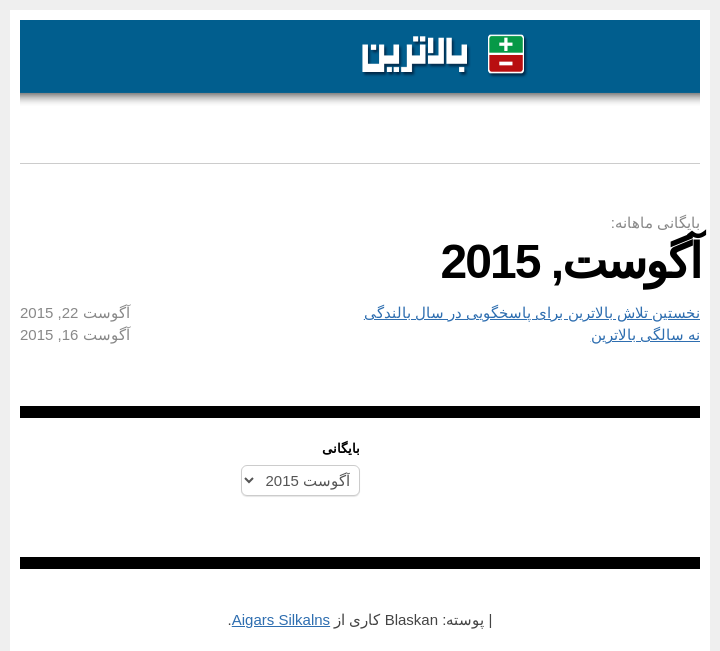 بالاترین
بایگانی ماهانه:
آگوست, 2015
نخستین تلاش بالاترین برای پاسخگویی در سال بالندگی
آگوست 22, 2015
نه سالگی بالاترین
آگوست 16, 2015
بایگانی
آگوست 2015
| پوسته: Blaskan کاری از Aigars Silkalns.